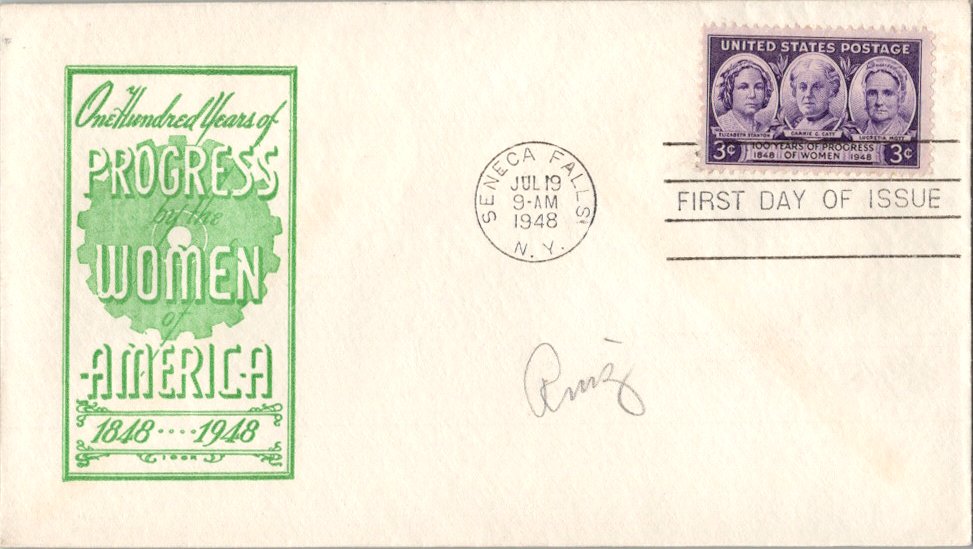 One Hundred Years of
PROGRESS
by the
WOMEN
of
AMERICA
1848 •••• 1948
IOOR
UNITED STATES POSTAGE
ELIZABETH STANTON
CARRIE C. CATT
LUCRETIA MOTT
3¢
100 YEARS OF PROGRESS
1848 OF WOMEN 1948
3¢
SENECA FALLS
JUL 19
9-AM
1948
N. Y.
FIRST DAY OF ISSUE